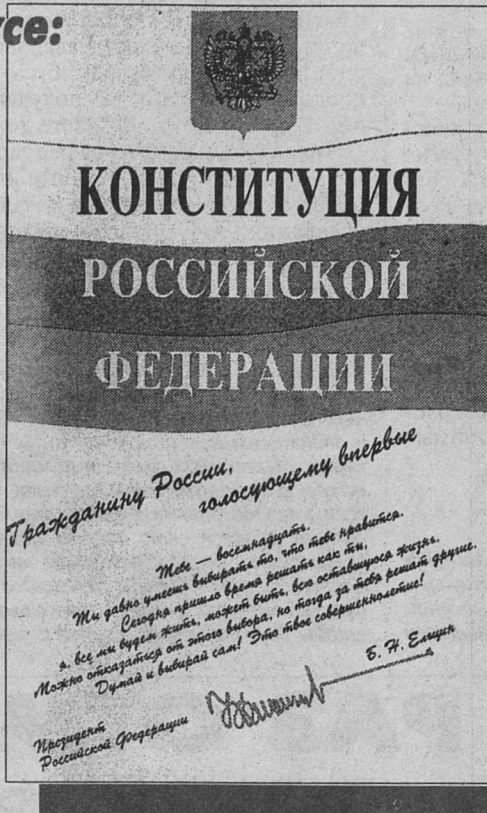 усе:
КОНСТИТУЦИЯ
РОССИЙСКОЙ
ФЕДЕРАЦИИ
Гражданину России,
голосующему впервые
Тебе — восемнадцать.
Ты давно умеешь выбирать то, что тебе нравится.
Сегодня пришло время решать как ты,
я, все мы будем жить, может быть, всю оставшуюся жизнь.
Можно отказаться от этого выбора, но тогда за тебя решат другие.
Думай и выбирай сам! Это твое совершеннолетие!
Президент
Российской Федерации
Б. Н. Ельцин